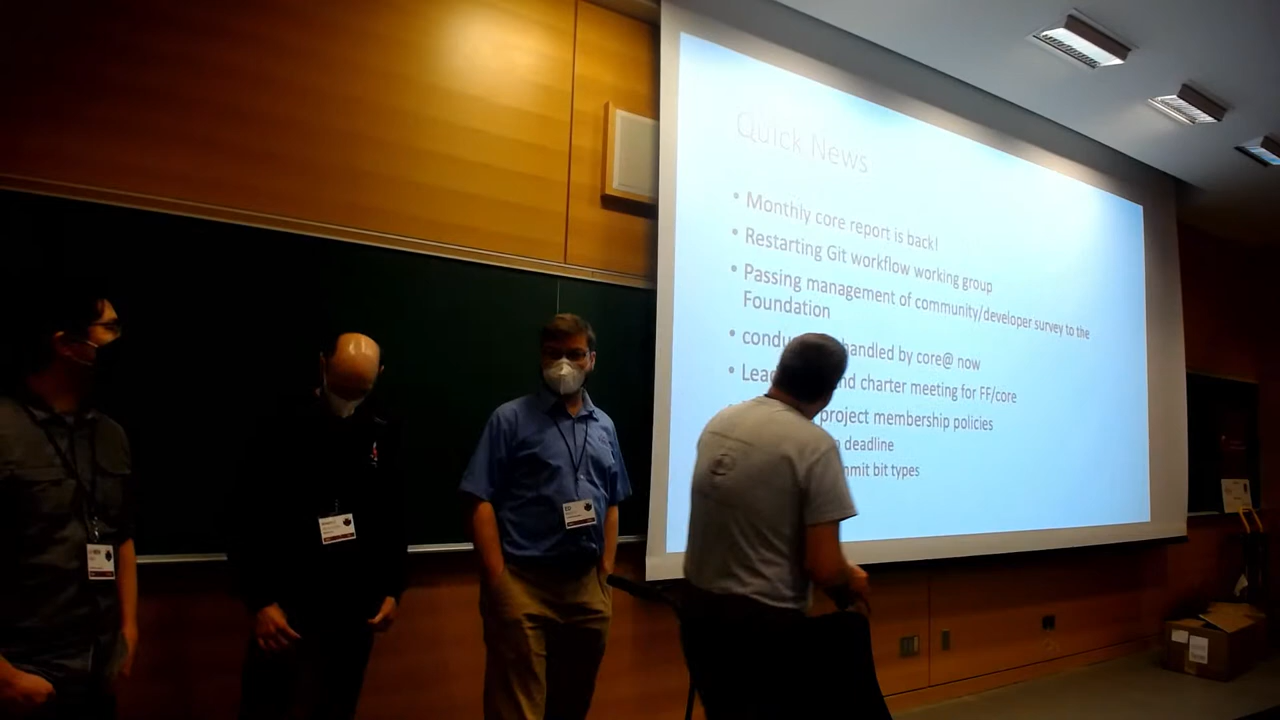 Quick News
• Monthly core report is back!
• Restarting Git workflow working group
• Passing management of community/developer survey to the
Foundation
• handled by core@ now
• charter meeting for FF/core
project membership policies
deadline
bit types